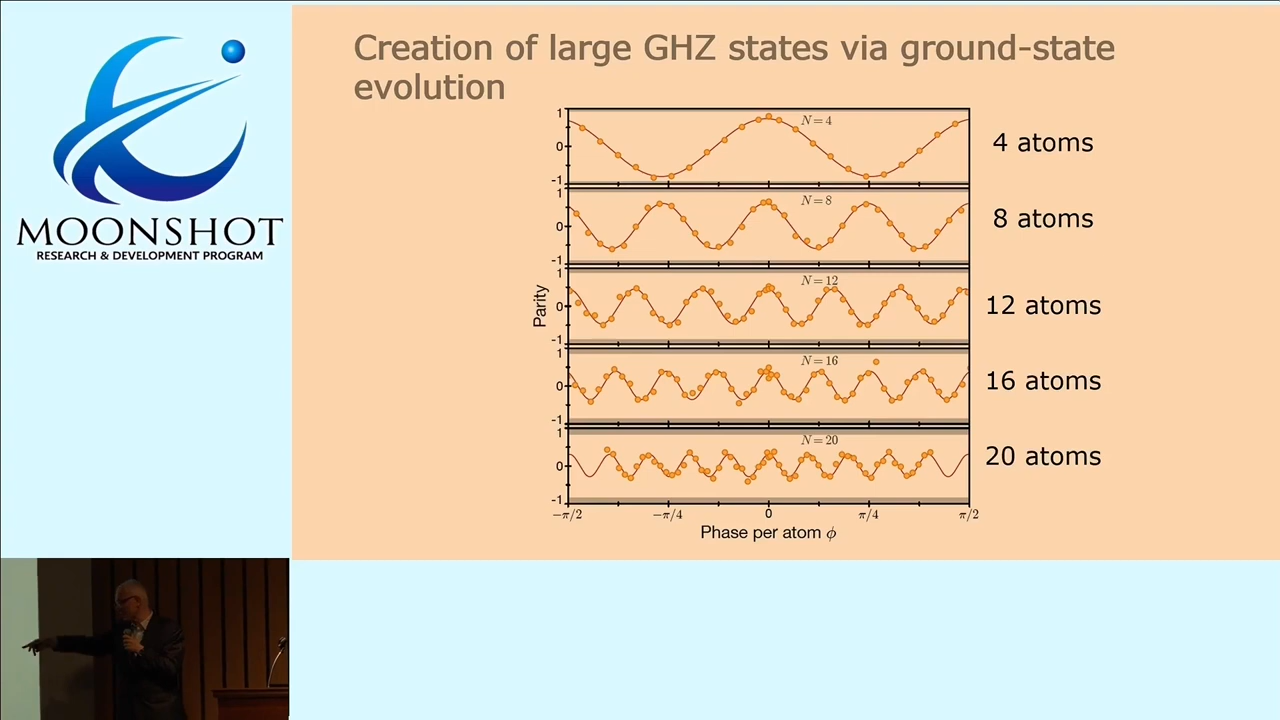 Creation of large GHZ states via ground-state
evolution
MOONSHOT
RESEARCH & DEVELOPMENT PROGRAM
Parity
1
0
-1
N = 4
4 atoms
1
0
-1
N = 8
8 atoms
1
0
-1
N = 12
12 atoms
1
0
-1
N = 16
16 atoms
1
0
-1
N = 20
20 atoms
−π/2 −π/4 0 π/4 π/2
Phase per atom ϕ